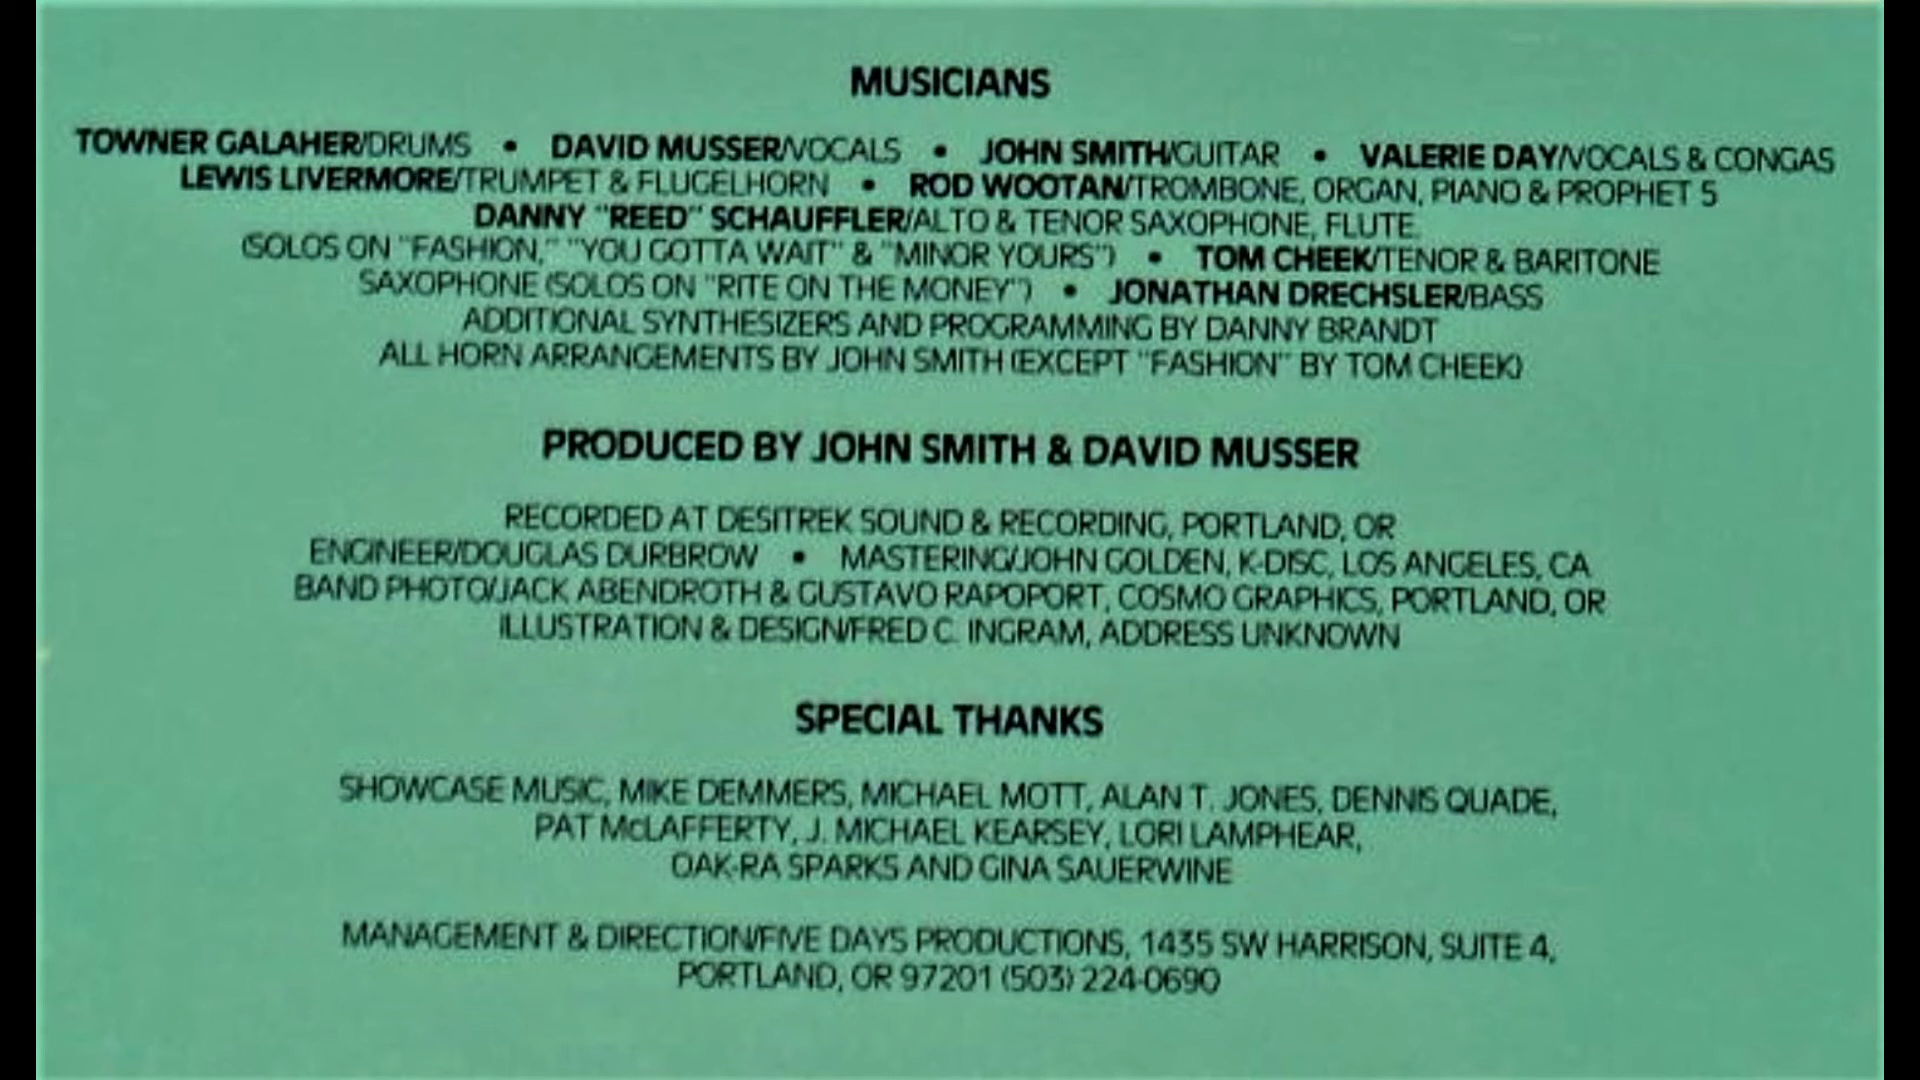 MUSICIANS
TOWNER GALAHER/DRUMS • DAVID MUSSER/VOCALS • JOHN SMITH/GUITAR • VALERIE DAY/VOCALS & CONGAS
LEWIS LIVERMORE/TRUMPET & FLUGELHORN • ROD WOOTAN/TROMBONE, ORGAN, PIANO & PROPHET 5
DANNY "REED" SCHAUFFLER/ALTO & TENOR SAXOPHONE, FLUTE
(SOLOS ON "FASHION," "YOU GOTTA WAIT" & "MINOR YOURS") • TOM CHEEK/TENOR & BARITONE
SAXOPHONE (SOLOS ON "RITE ON THE MONEY") • JONATHAN DRECHSLER/BASS
ADDITIONAL SYNTHESIZERS AND PROGRAMMING BY DANNY BRANDT
ALL HORN ARRANGEMENTS BY JOHN SMITH (EXCEPT "FASHION" BY TOM CHEEK)
PRODUCED BY JOHN SMITH & DAVID MUSSER
RECORDED AT DESITREK SOUND & RECORDING, PORTLAND, OR
ENGINEER/DOUGLAS DURBROW • MASTERING/JOHN GOLDEN, K-DISC, LOS ANGELES, CA
BAND PHOTO/JACK ABENDROTH & GUSTAVO RAPOPORT, COSMO GRAPHICS, PORTLAND, OR
ILLUSTRATION & DESIGN/FRED C. INGRAM, ADDRESS UNKNOWN
SPECIAL THANKS
SHOWCASE MUSIC, MIKE DEMMERS, MICHAEL MOTT, ALAN T. JONES, DENNIS QUADE,
PAT McLAFFERTY, J. MICHAEL KEARSEY, LORI LAMPHEAR,
OAK-RA SPARKS AND GINA SAUERWINE
MANAGEMENT & DIRECTION/FIVE DAYS PRODUCTIONS, 1435 SW HARRISON, SUITE 4,
PORTLAND, OR 97201 (503) 224-0690